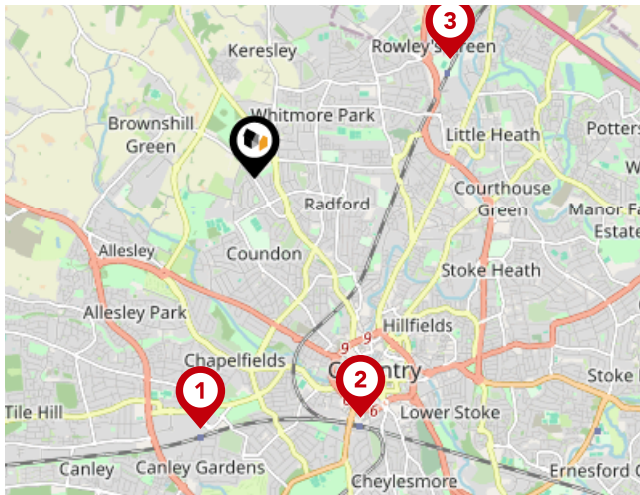 3
Rowley's Green
Keresley
Whitmore Park
Brownshill
Green
Little Heath
Potters
W
Courthouse
Green
Radford
Manor Fa
Estate
Allesley
Coundon
Stoke Heath
Allesley Park
Hillfields
9
9
Chapelfields
2
Stoke
1
6
Tile Hill
Lower Stoke
Canley
Canley Gardens
Ernesford G
Cheylesmore